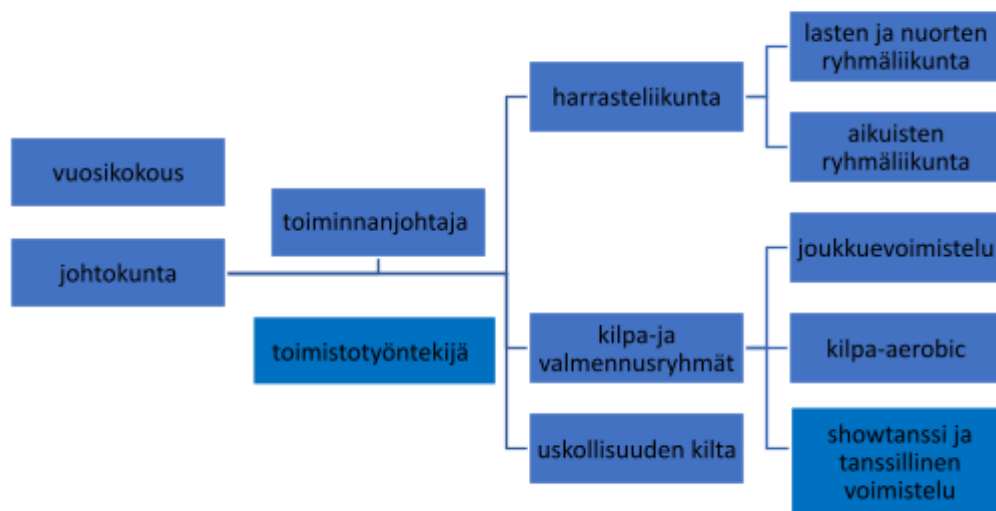 vuosikokous
johtokunta
toiminnanjohtaja
toimistotyöntekijä
harrasteliikunta
lasten ja nuorten
ryhmäliikunta
aikuisten
ryhmäliikunta
kilpa-ja
valmennusryhmät
joukkuevoimistelu
kilpa-aerobic
showtanssi ja
tanssillinen
voimistelu
uskollisuuden kilta